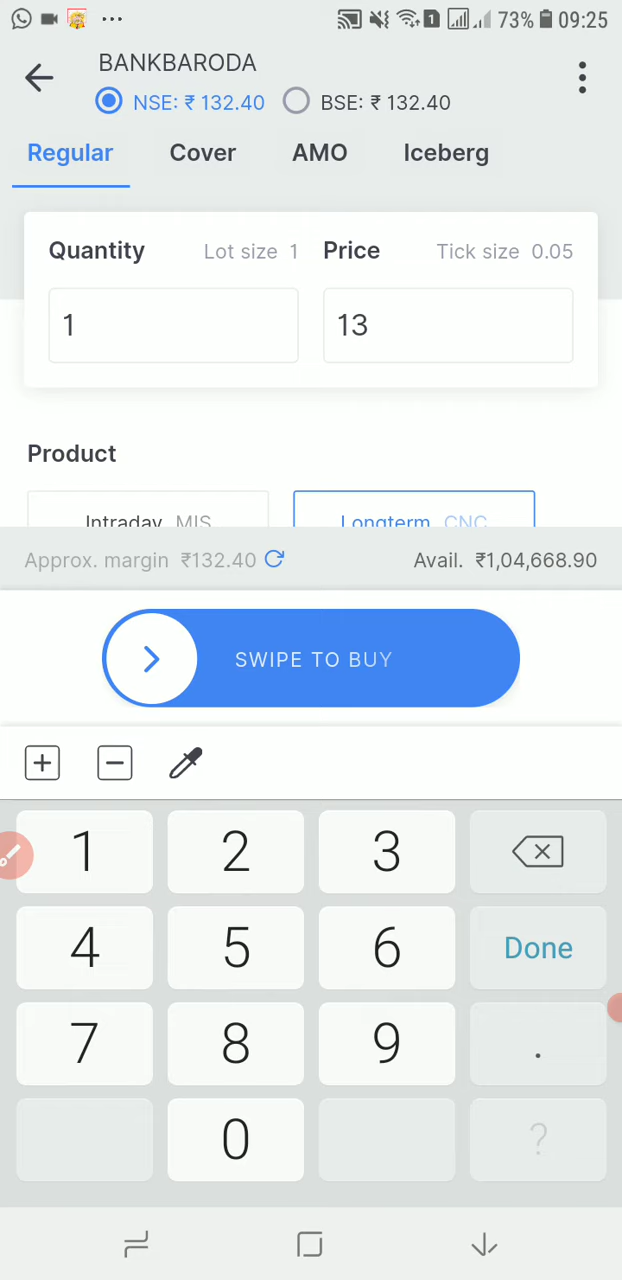 73% 09:25
BANKBARODA
NSE: ₹ 132.40 BSE: ₹ 132.40
Regular Cover AMO Iceberg
Quantity Lot size 1 Price Tick size 0.05
1 13
Product
Intraday MIS Longterm CNC
Approx. margin ₹132.40 Avail. ₹1,04,668.90
SWIPE TO BUY
1 2 3
4 5 6 Done
7 8 9 .
0 ?